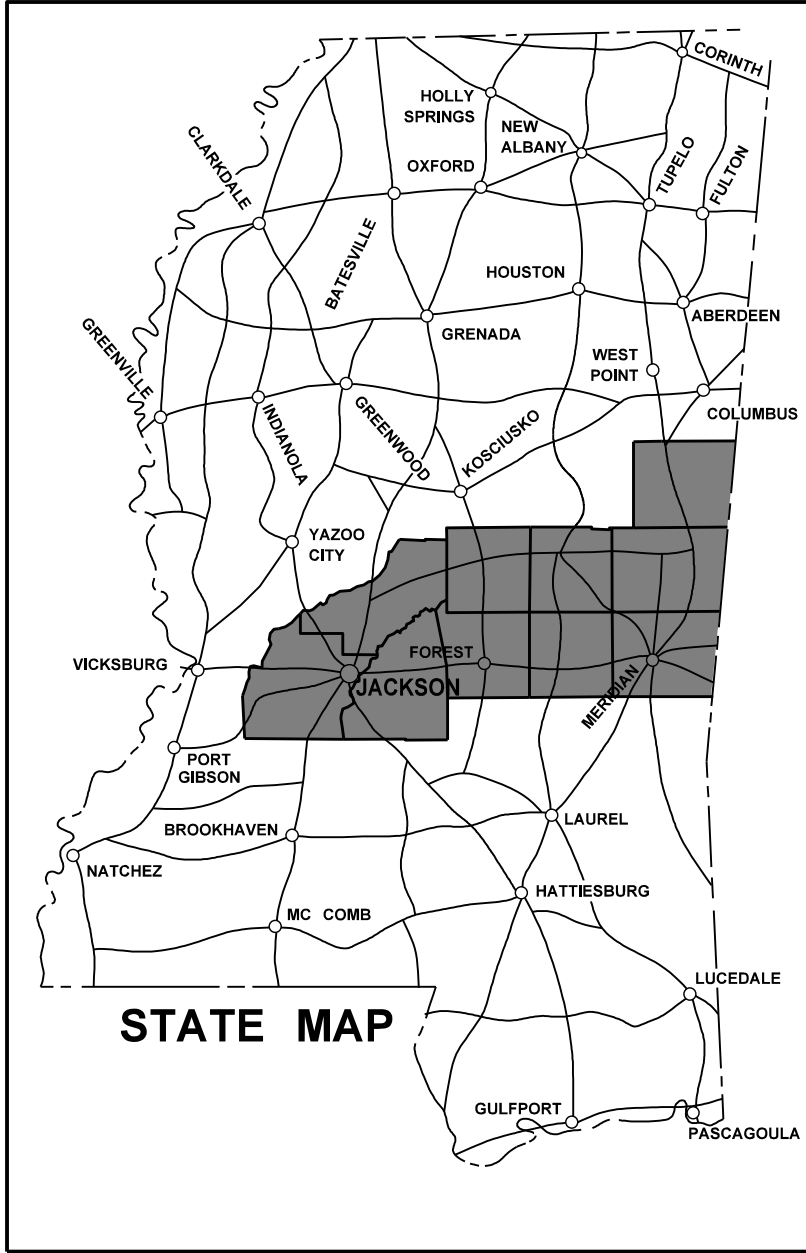 CORINTH
HOLLY
SPRINGS
NEW
ALBANY
CLARKDALE
OXFORD
TUPELO
FULTON
BATESVILLE
HOUSTON
ABERDEEN
GRENADA
GREENVILLE
WEST
POINT
COLUMBUS
INDIANOLA
GREENWOOD
KOSCIUSKO
YAZOO
CITY
VICKSBURG
FOREST
JACKSON
MERIDIAN
PORT
GIBSON
BROOKHAVEN
LAUREL
NATCHEZ
HATTIESBURG
MC COMB
LUCEDALE
STATE MAP
GULFPORT
PASCAGOULA